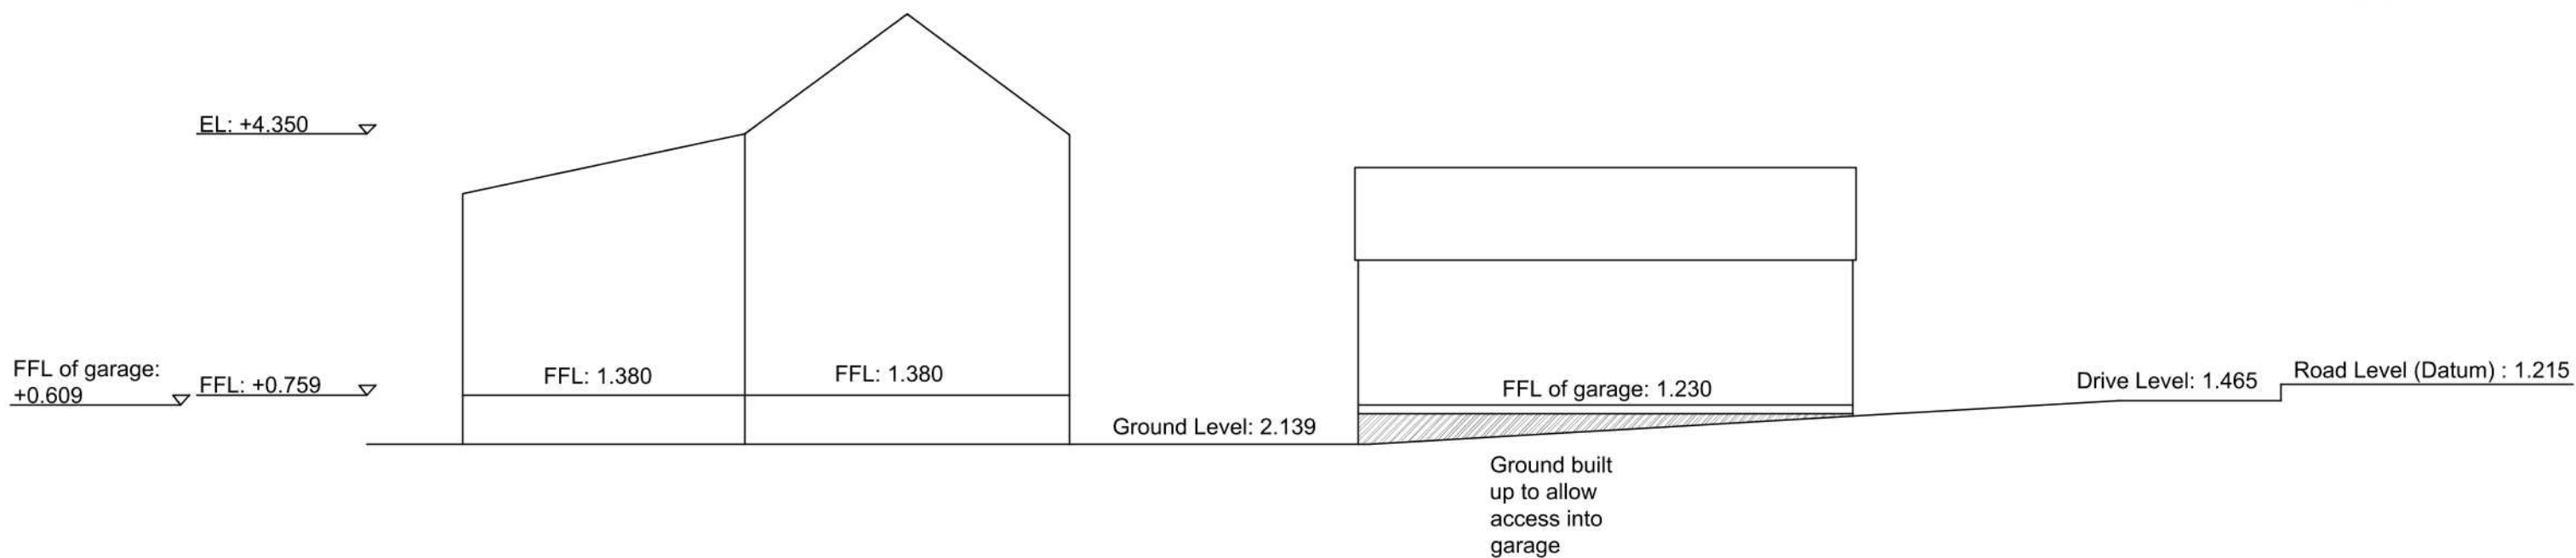 EL: +4.350
FFL of garage:
+0.609
FFL: +0.759
FFL: 1.380
FFL: 1.380
Ground Level: 2.139
FFL of garage: 1.230
Drive Level: 1.465
Road Level (Datum) : 1.215
Ground built
up to allow
access into
garage